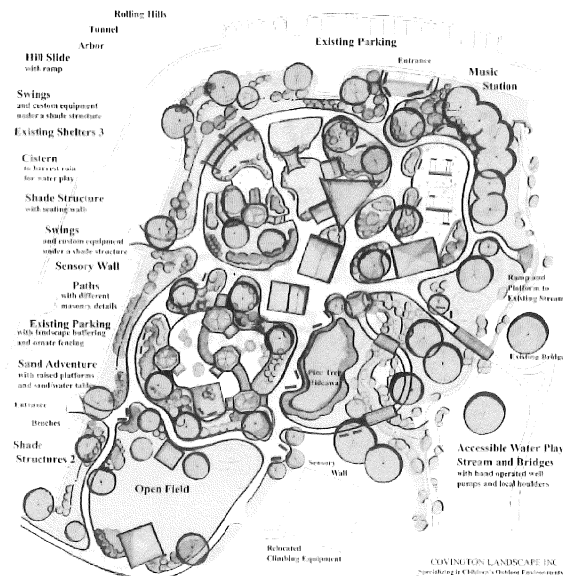 Rolling Hills
Tunnel
Arbor
Hill Slide
with ramp
Swings
and custom equipment
under a shade structure
Existing Shelters 3
Cistern
to harvest rain
for water play
Shade Structure
with seating walls
Swings
and custom equipment
under a shade structure
Sensory Wall
Paths
with different
masonry details
Existing Parking
with landscape buffering
and ornate fencing
Sand Adventure
with raised platforms
and sand/water table
Entrance
Benches
Shade
Structures 2
Existing Parking
Entrance
Music
Station
Ramp and
Platform to
Existing Stream
Existing Bridge
Pine Tree
Hideaway
Accessible Water Play
Stream and Bridges
with hand operated well
pumps and local boulders
Sensory
Wall
Open Field
Relocated
Climbing Equipment
COVINGTON LANDSCAPE INC
Specializing in Children's Outdoor Environments